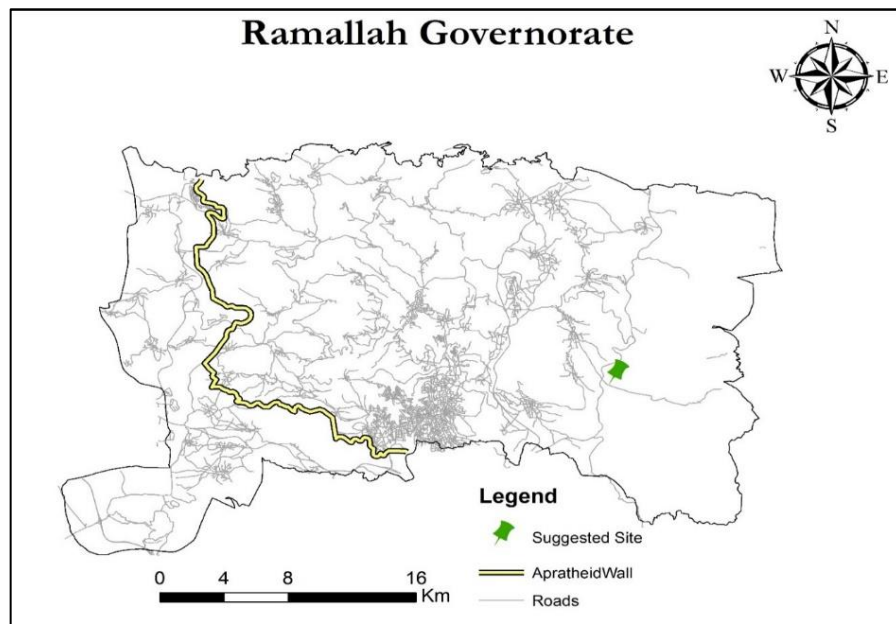 Ramallah Governorate
N
W E
S
Legend
Suggested Site
ApratheidWall
Roads
0 4 8 16
Km